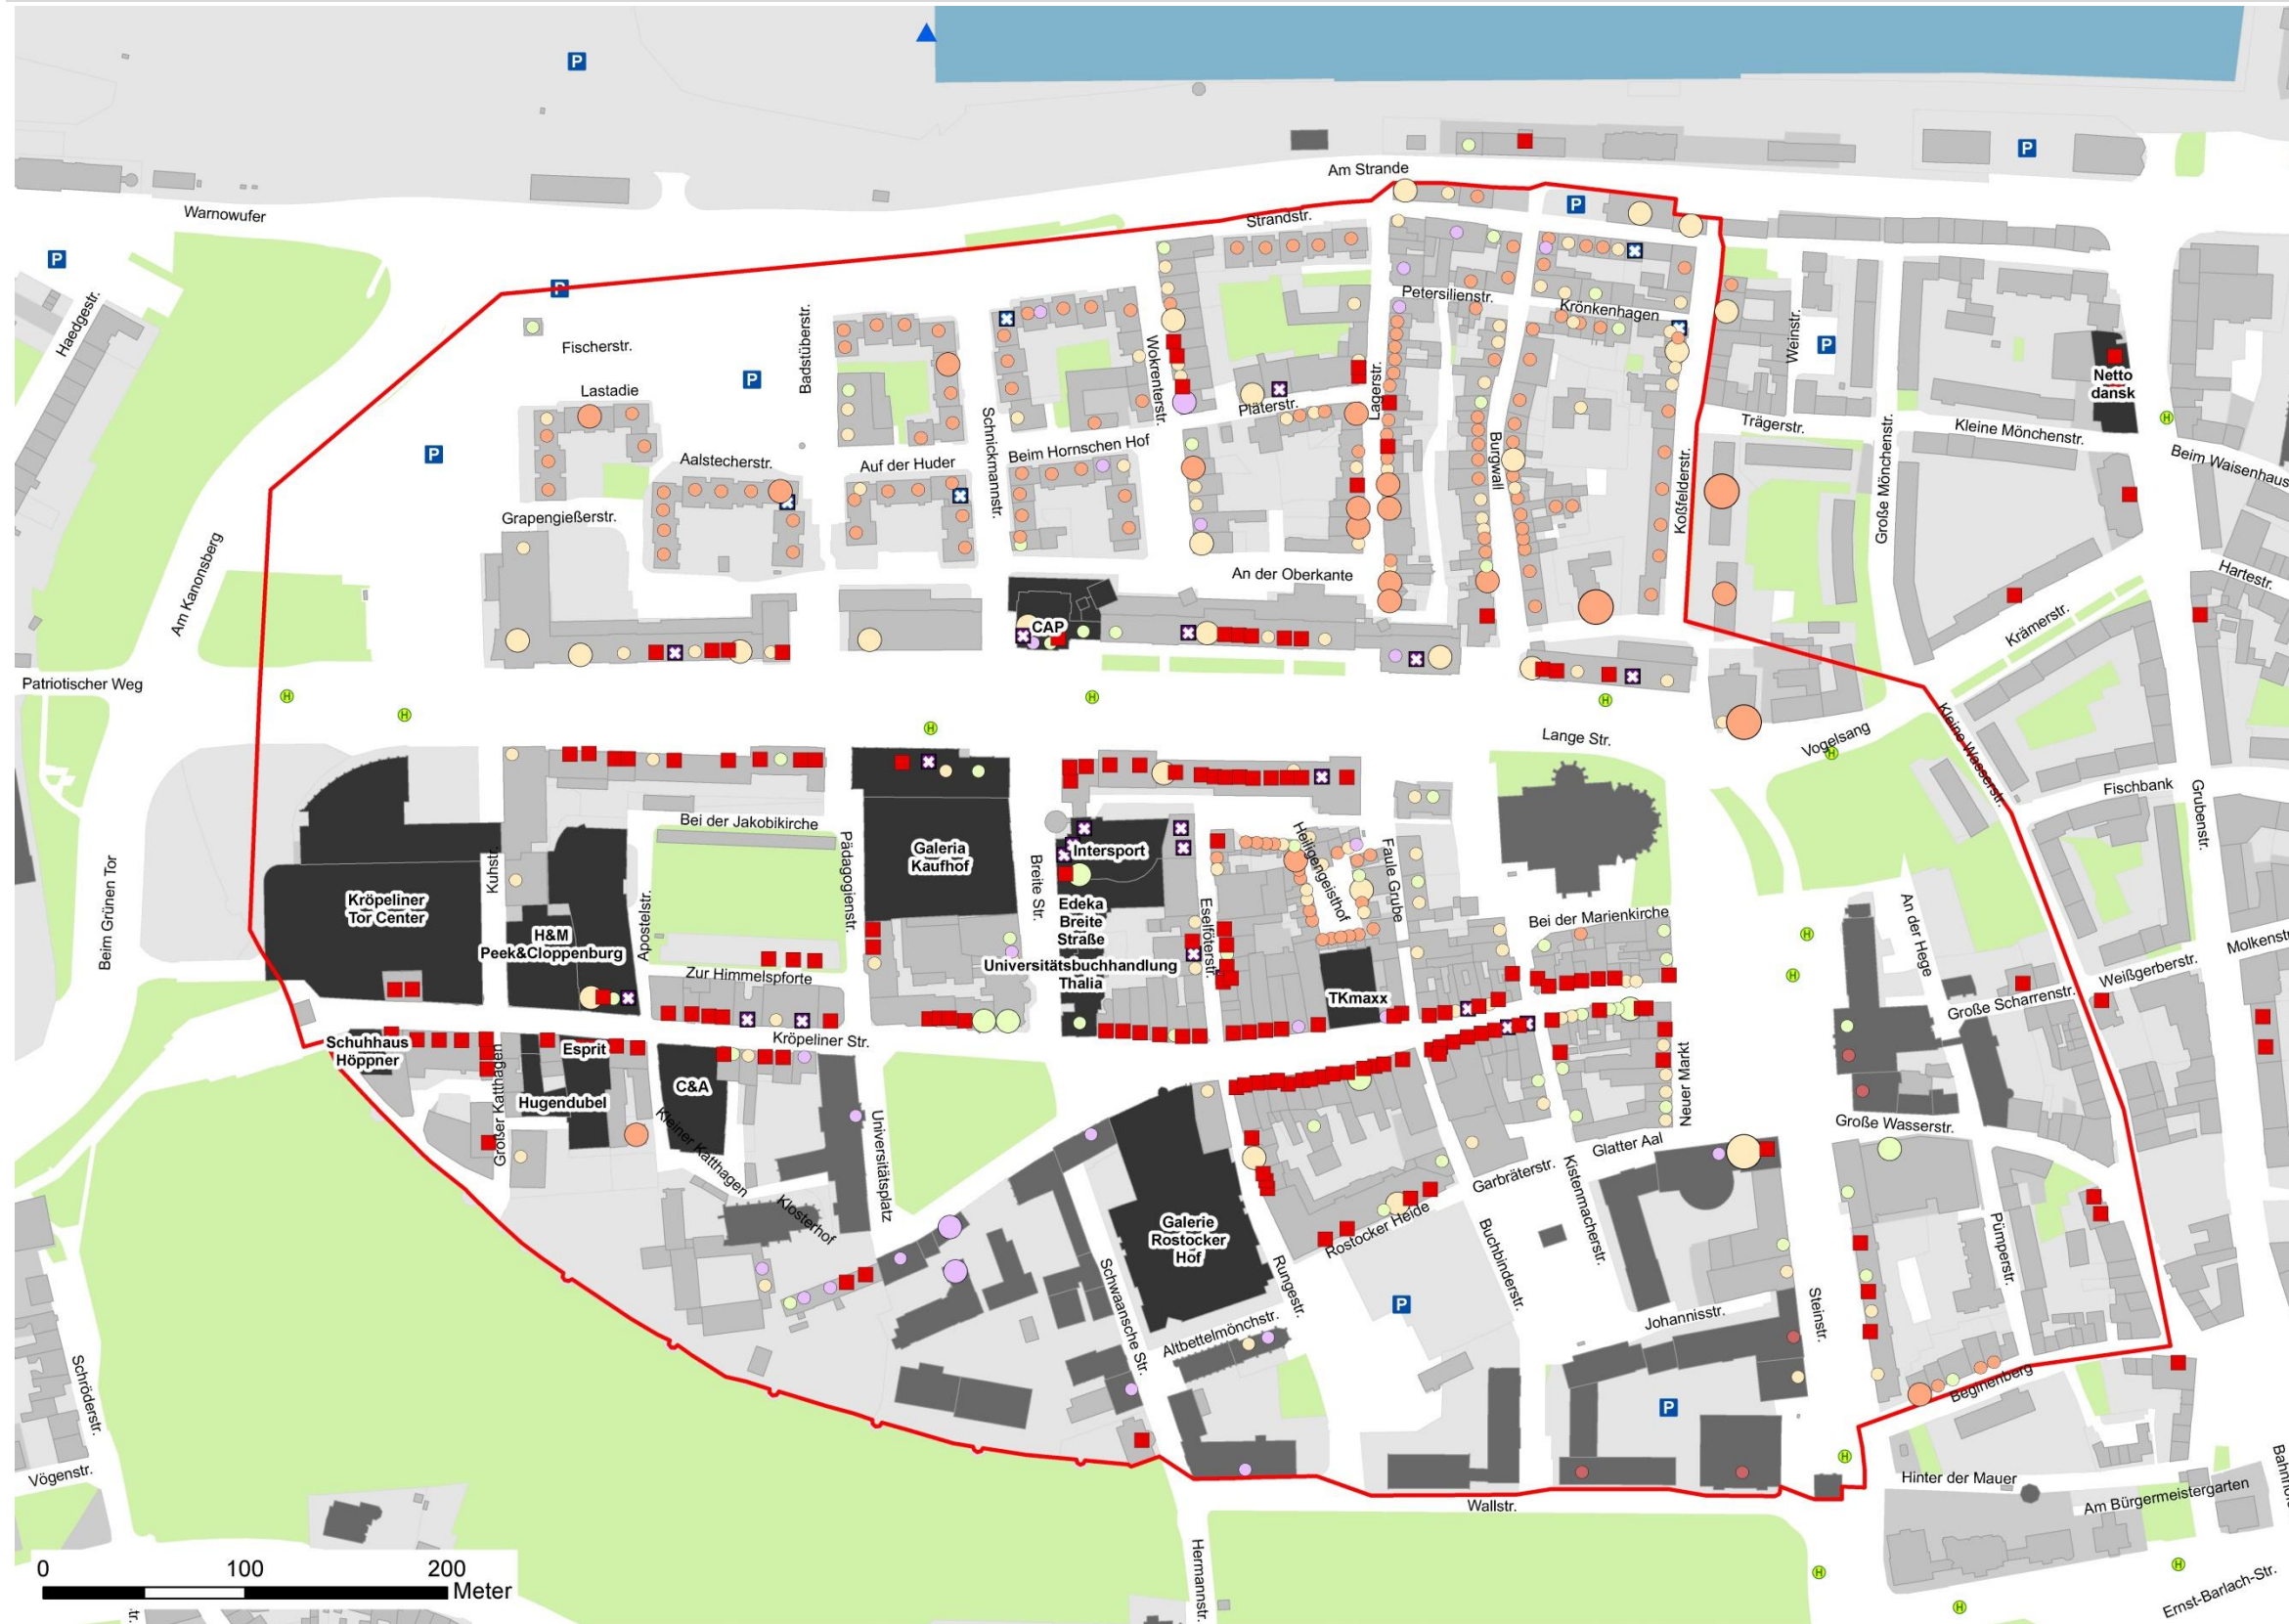 P
P
Am Strande
Warnowufer
Strandstr.
P
P
P
Haedgestr.
Fischerstr.
Badstüberstr.
Petersilienstr.
Krönkenhagen
Weinstr.
P
P
Lastadie
P
Wokrenterstr.
Lagerstr.
Netto
dansk
Pläterstr.
Trägerstr.
Kleine Mönchenstr.
H
P
Aalstecherstr.
Auf der Huder
Schnickmannstr.
Beim Hornschen Hof
Burgwall
Koßfelderstr.
Große Mönchenstr.
Beim Waisenhaus
Grapengießerstr.
Am Kanonsberg
An der Oberkante
Hartestr.
CAP
Krämerstr.
Patriotischer Weg
H
H
H
H
H
Lange Str.
Vogelsang
H
Kleine Wasserstr.
Fischbank
Grubenstr.
Bei der Jakobikirche
Pädagogienstr.
Galeria
Kaufhof
Breite Str.
Intersport
Heiligengeisthof
Faule Grube
Kuhstr.
Beim Grünen Tor
Kröpeliner
Tor Center
H&M
Peek&Cloppenburg
Apostelstr.
Edeka
Breite
Straße
Eselföterstr.
Bei der Marienkirche
H
An der Hege
Molkenstr
Universitätsbuchhandlung
Thalia
Zur Himmelspforte
H
Weißgerberstr.
TKmaxx
Große Scharrenstr.
Schuhhaus
Höppner
Esprit
Kröpeliner Str.
Großer Katthagen
Hugendubel
C&A
Kleiner Katthagen
Universitätsplatz
Neuer Markt
Große Wasserstr.
Glatter Aal
Garbräterstr.
Kistenmacherstr.
Klosterhof
Galerie
Rostocker
Hof
Rostocker Heide
Buchbinderstr.
Pümperstr.
Schwaansche Str.
Rungestr.
P
Steinstr.
Johannisstr.
Altbettelmönchstr.
Schröderstr.
Beginenberg
P
H
Vögenstr.
Hinter der Mauer
Wallstr.
Am Bürgermeistergarten
Hermannstr.
H
H
H
Ernst-Barlach-Str.
0 100 200
Meter